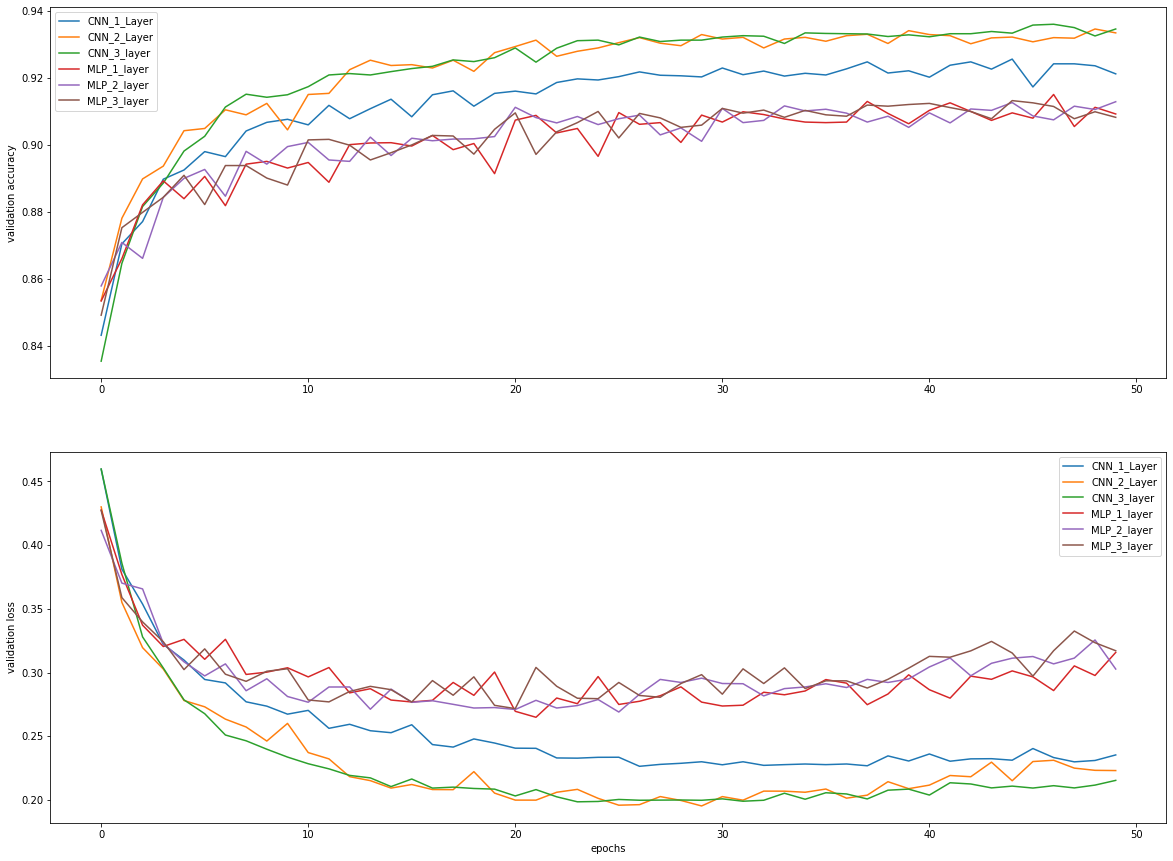 0.94
0.92
0.90
0.88
0.86
0.84
validation accuracy
CNN_1_Layer
CNN_2_Layer
CNN_3_layer
MLP_1_layer
MLP_2_layer
MLP_3_layer
0 10 20 30 40 50
0.45
0.40
0.35
0.30
0.25
0.20
validation loss
CNN_1_Layer
CNN_2_Layer
CNN_3_layer
MLP_1_layer
MLP_2_layer
MLP_3_layer
0 10 20 30 40 50
epochs